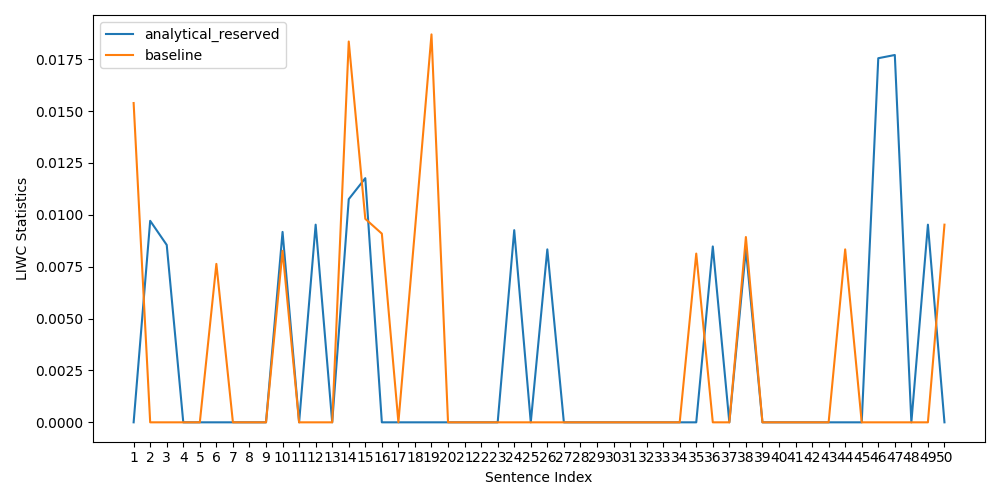 analytical_reserved
baseline
0.0175
0.0150
0.0125
0.0100
0.0075
0.0050
0.0025
0.0000
LIWC Statistics
1 2 3 4 5 6 7 8 9 10 11 12 13 14 15 16 17 18 19 20 21 22 23 24 25 26 27 28 29 30 31 32 33 34 35 36 37 38 39 40 41 42 43 44 45 46 47 48 49 50
Sentence Index